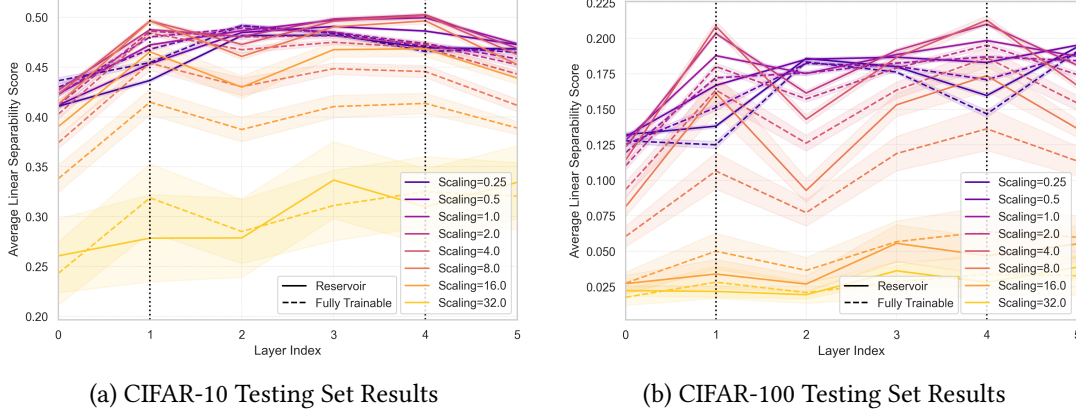 0.50
0.45
0.40
0.35
0.30
0.25
0.20
Average Linear Separability Score
0
1
2
3
4
5
Layer Index
Reservoir
Fully Trainable
Scaling=0.25
Scaling=0.5
Scaling=1.0
Scaling=2.0
Scaling=4.0
Scaling=8.0
Scaling=16.0
Scaling=32.0
(a) CIFAR-10 Testing Set Results
0.225
0.200
0.175
0.150
0.125
0.100
0.075
0.050
0.025
Average Linear Separability Score
0
1
2
3
4
5
Layer Index
Reservoir
Fully Trainable
Scaling=0.25
Scaling=0.5
Scaling=1.0
Scaling=2.0
Scaling=4.0
Scaling=8.0
Scaling=16.0
Scaling=32.0
(b) CIFAR-100 Testing Set Results